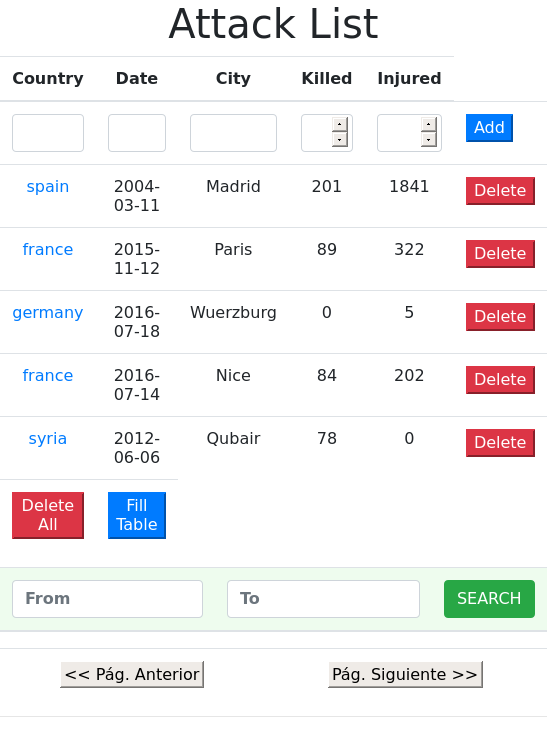 Attack List
Country Date City Killed Injured
Add
spain 2004-03-11 Madrid 201 1841 Delete
france 2015-11-12 Paris 89 322 Delete
germany 2016-07-18 Wuerzburg 0 5 Delete
france 2016-07-14 Nice 84 202 Delete
syria 2012-06-06 Qubair 78 0 Delete
Delete All Fill Table
From To SEARCH
<< Pág. Anterior Pág. Siguiente >>